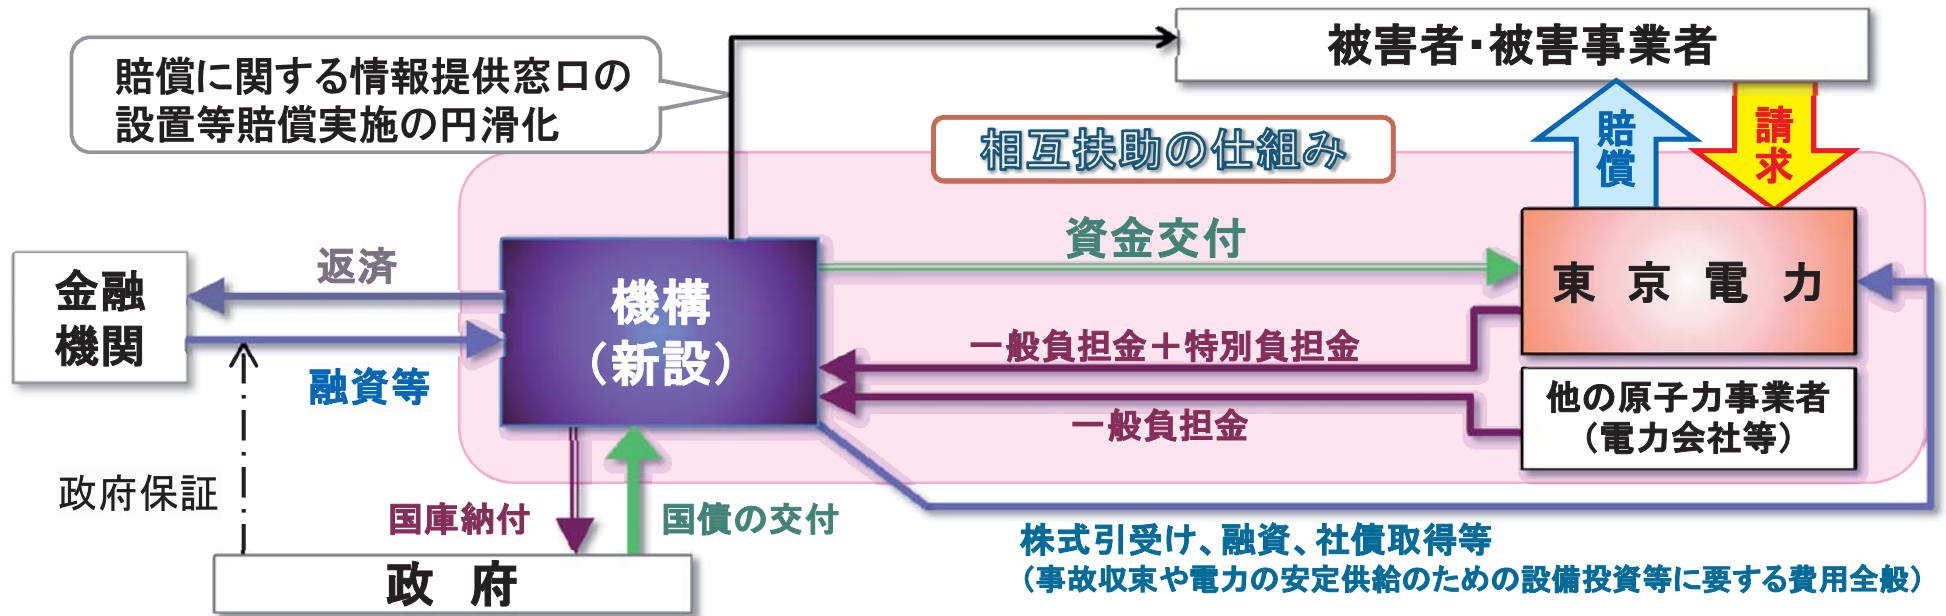 被害者・被害事業者
賠償に関する情報提供窓口の
設置等賠償実施の円滑化
賠償
請求
相互扶助の仕組み
資金交付
返済
金融
機関
機構
（新設）
東京電力
一般負担金＋特別負担金
融資等
一般負担金
他の原子力事業者
（電力会社等）
政府保証
国庫納付
国債の交付
株式引受け、融資、社債取得等
（事故収束や電力の安定供給のための設備投資等に要する費用全般）
政府